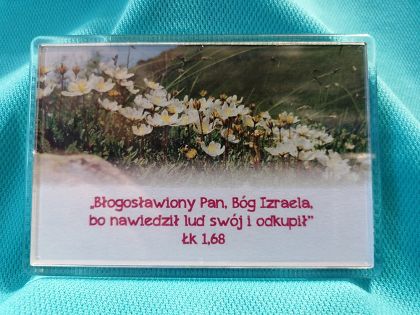 „Błogosławiony Pan, Bóg Izraela,
bo nawiedził lud swój i odkupił”
Łk 1,68